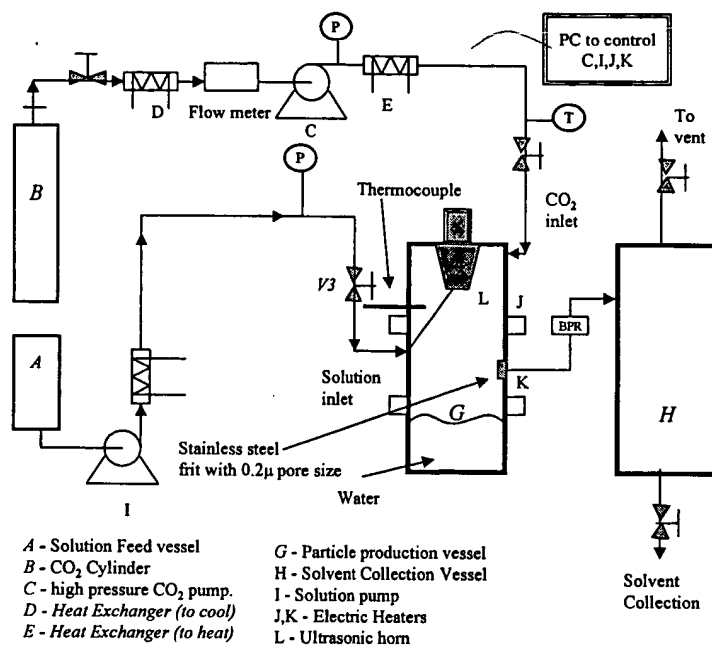 P
PC to control
C,I,J,K
D
Flow meter
C
E
T
To
vent
P
Thermocouple
CO₂
inlet
B
V3
L
J
BPR
A
Solution
inlet
K
G
H
Stainless steel
frit with 0.2μ pore size
Water
I
A - Solution Feed vessel
B - CO₂ Cylinder
C - high pressure CO₂ pump.
D - Heat Exchanger (to cool)
E - Heat Exchanger (to heat)
G - Particle production vessel
H - Solvent Collection Vessel
I - Solution pump
J,K - Electric Heaters
L - Ultrasonic horn
Solvent
Collection